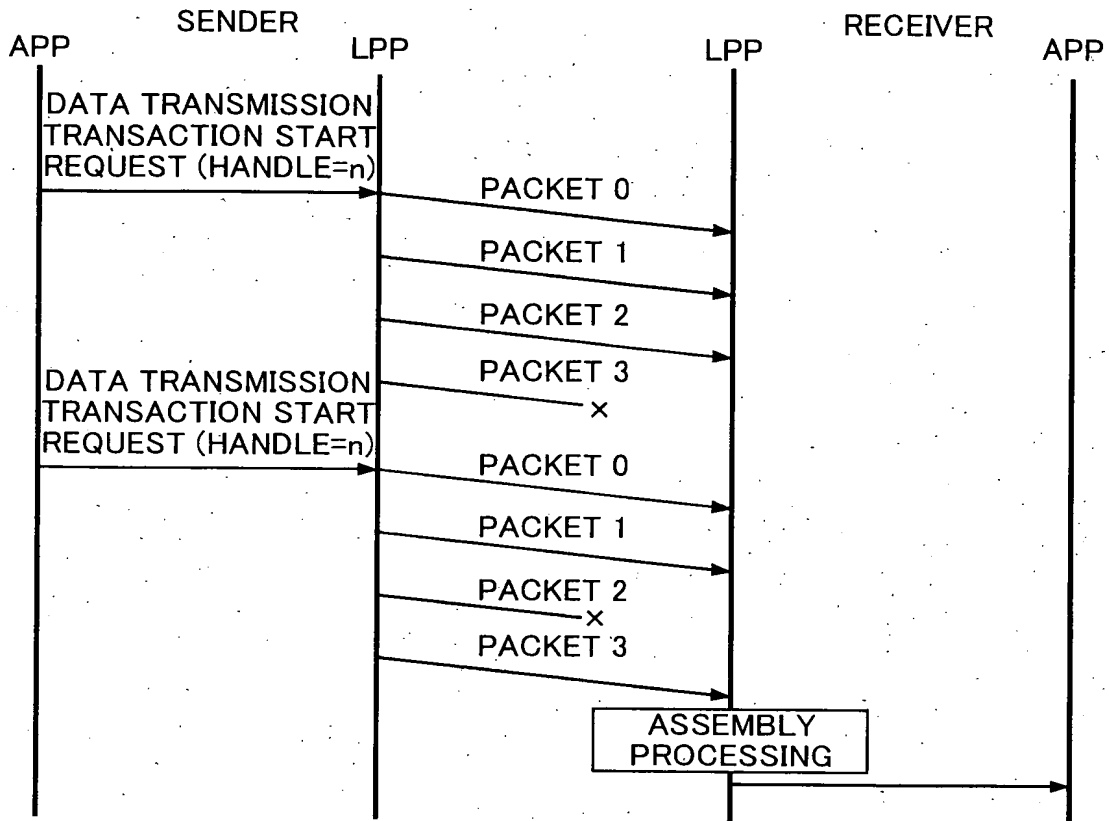 SENDER
RECEIVER
APP
LPP
LPP
APP
DATA TRANSMISSION
TRANSACTION START
REQUEST (HANDLE=n)
PACKET 0
PACKET 1
PACKET 2
PACKET 3
×
DATA TRANSMISSION
TRANSACTION START
REQUEST (HANDLE=n)
PACKET 0
PACKET 1
PACKET 2
×
PACKET 3
ASSEMBLY
PROCESSING